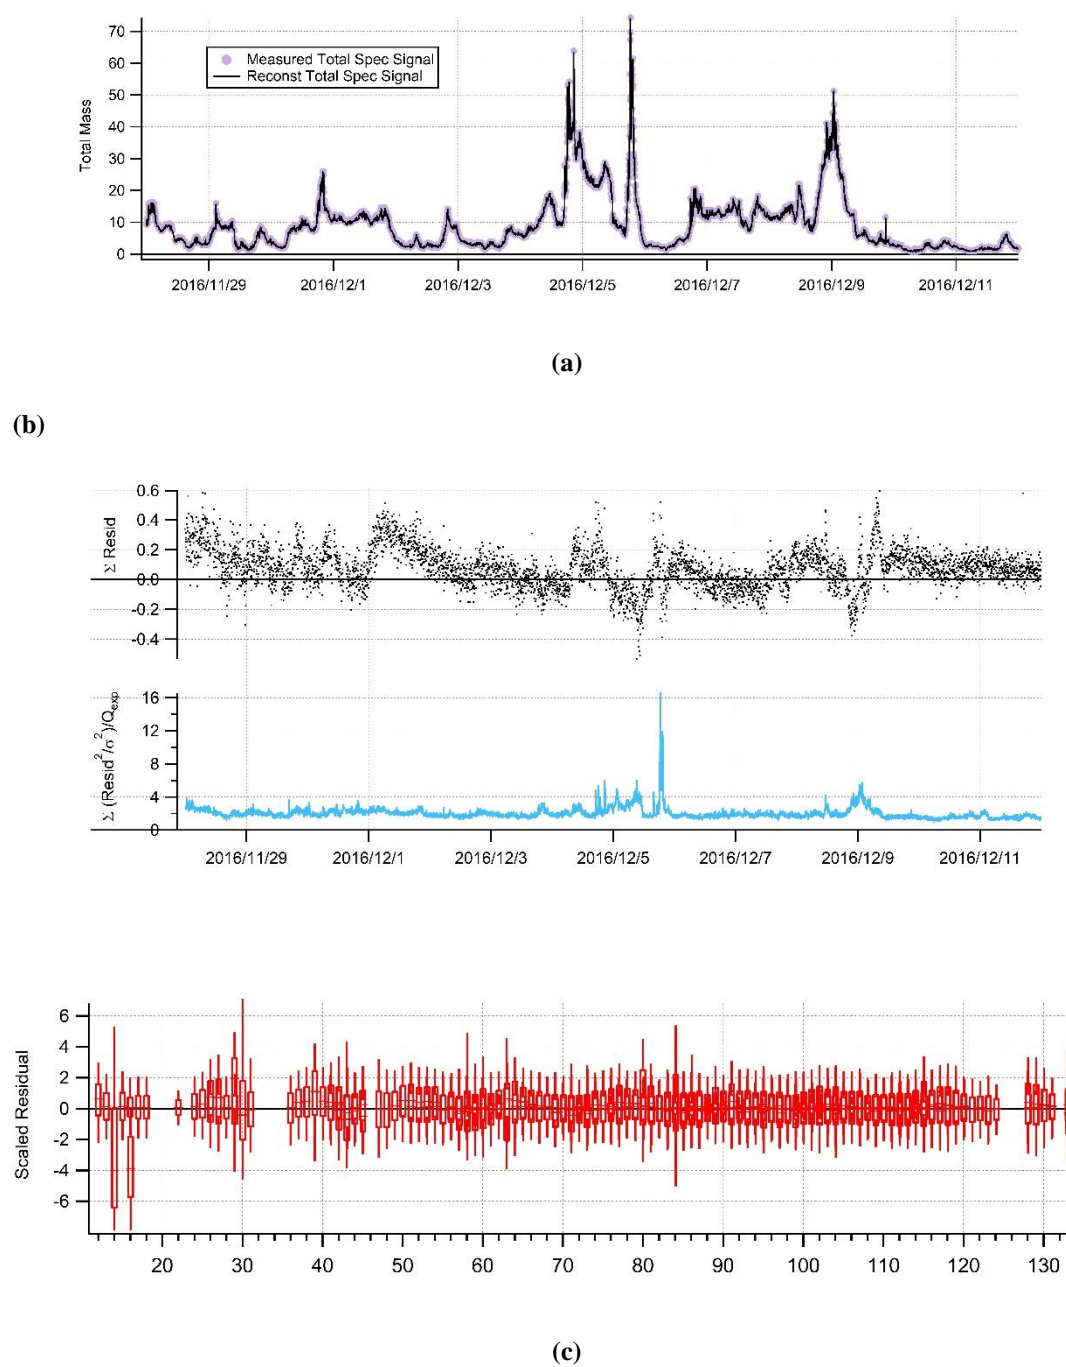 70
60
50
40
30
20
10
0
Total Mass
Measured Total Spec Signal
Reconst Total Spec Signal
2016/11/29 2016/12/1 2016/12/3 2016/12/5 2016/12/7 2016/12/9 2016/12/11
(a)
(b)
0.6
0.4
0.2
0.0
-0.2
-0.4
Σ Resid
16
12
8
4
0
Σ (Resid²/σ²)/Qexp
2016/11/29 2016/12/1 2016/12/3 2016/12/5 2016/12/7 2016/12/9 2016/12/11
6
4
2
0
-2
-4
-6
Scaled Residual
20 30 40 50 60 70 80 90 100 110 120 130
(c)